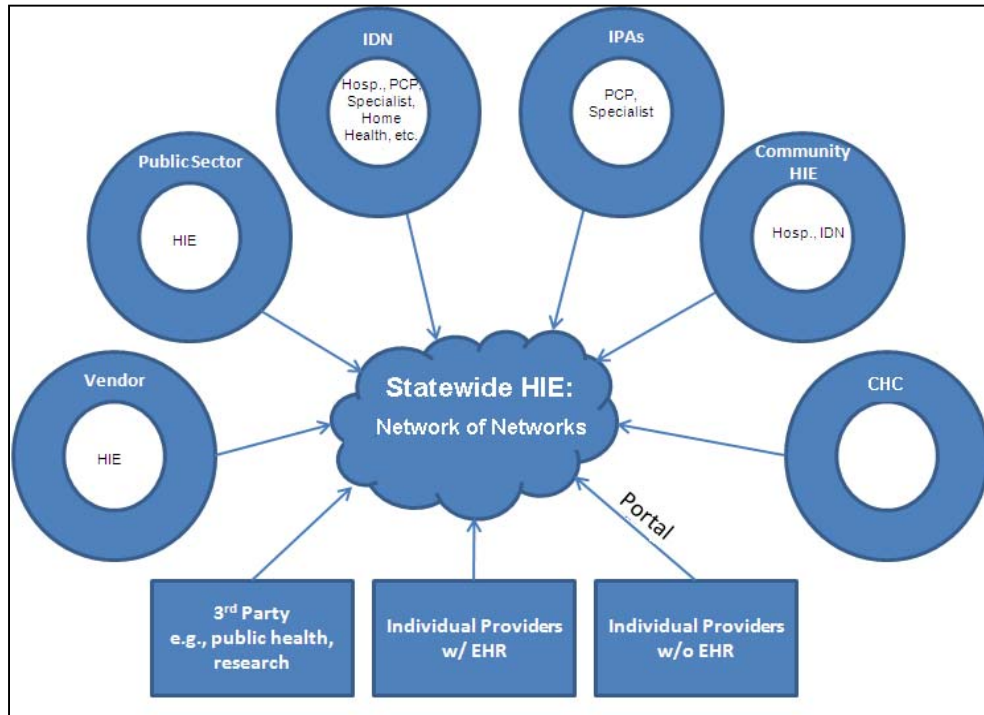 IDN
Hosp., PCP,
Specialist,
Home
Health, etc.
IPAs
PCP,
Specialist
Public Sector
HIE
Community
HIE
Hosp., IDN
Vendor
HIE
Statewide HIE:
Network of Networks
CHC
Portal
3rd Party
e.g., public health,
research
Individual Providers
w/ EHR
Individual Providers
w/o EHR